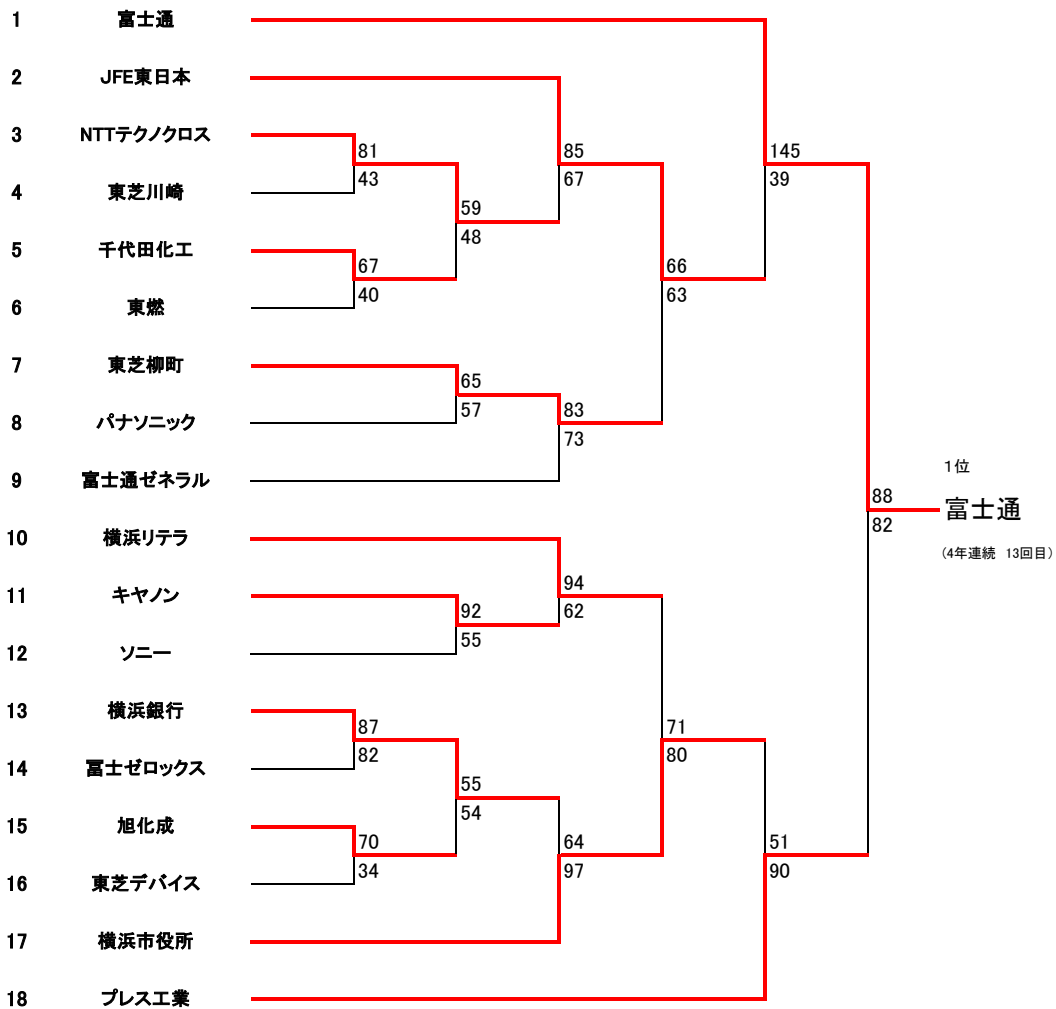 1 富士通
2 JFE東日本
3 NTTテクノクロス
81
43
4 東芝川崎
85
67
145
39
59
48
5 千代田化工
67
40
66
63
6 東燃
7 東芝柳町
65
57
8 パナソニック
83
73
9 富士通ゼネラル
1位
88
82
富士通
(4年連続 13回目)
10 横浜リテラ
94
62
11 キヤノン
92
55
12 ソニー
13 横浜銀行
87
82
71
80
14 冨士ゼロックス
55
54
15 旭化成
70
34
64
97
51
90
16 東芝デバイス
17 横浜市役所
18 プレス工業